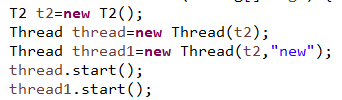 T2 t2=new T2();
Thread thread=new Thread(t2);
Thread thread1=new Thread(t2,"new");
thread.start();
thread1.start();